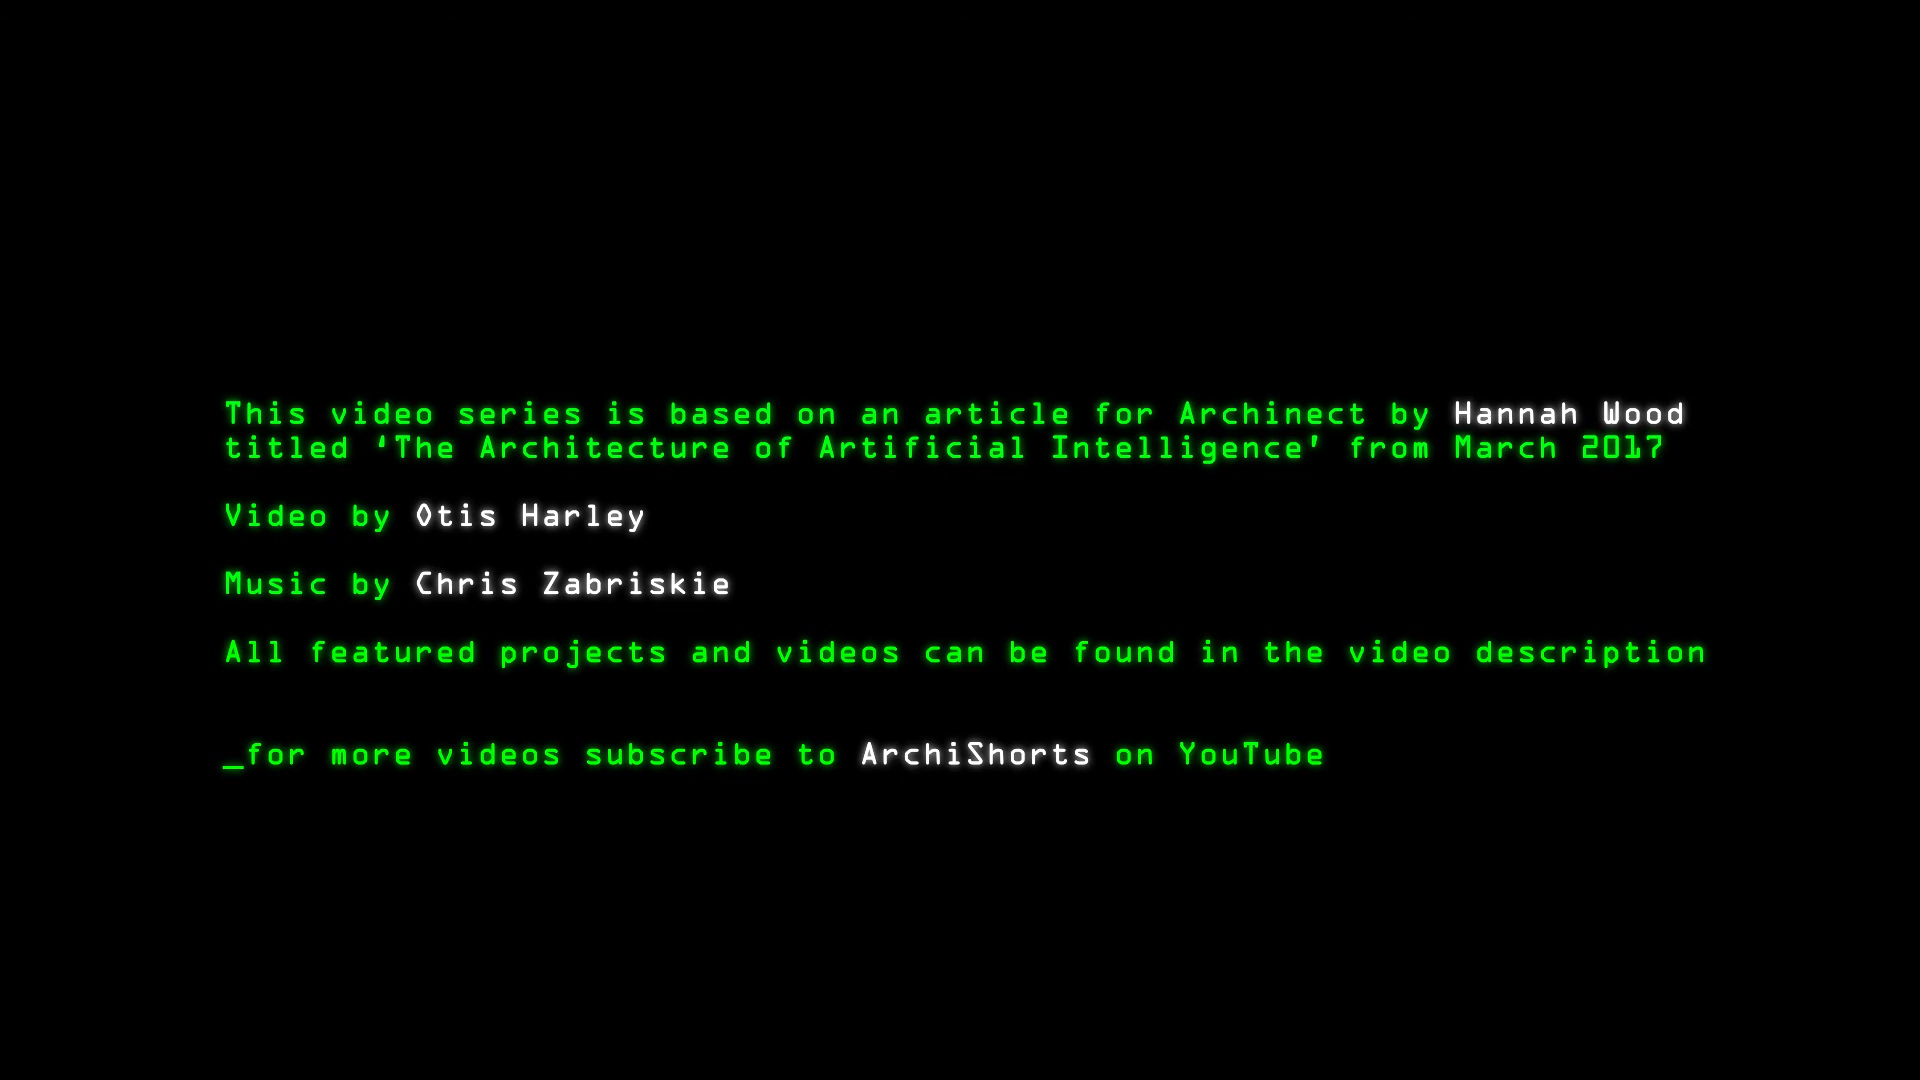 This video series is based on an article for Archinect by Hannah Wood
titled ‘The Architecture of Artificial Intelligence’ from March 2017
Video by Otis Harley
Music by Chris Zabriskie
All featured projects and videos can be found in the video description
_for more videos subscribe to ArchiShorts on YouTube